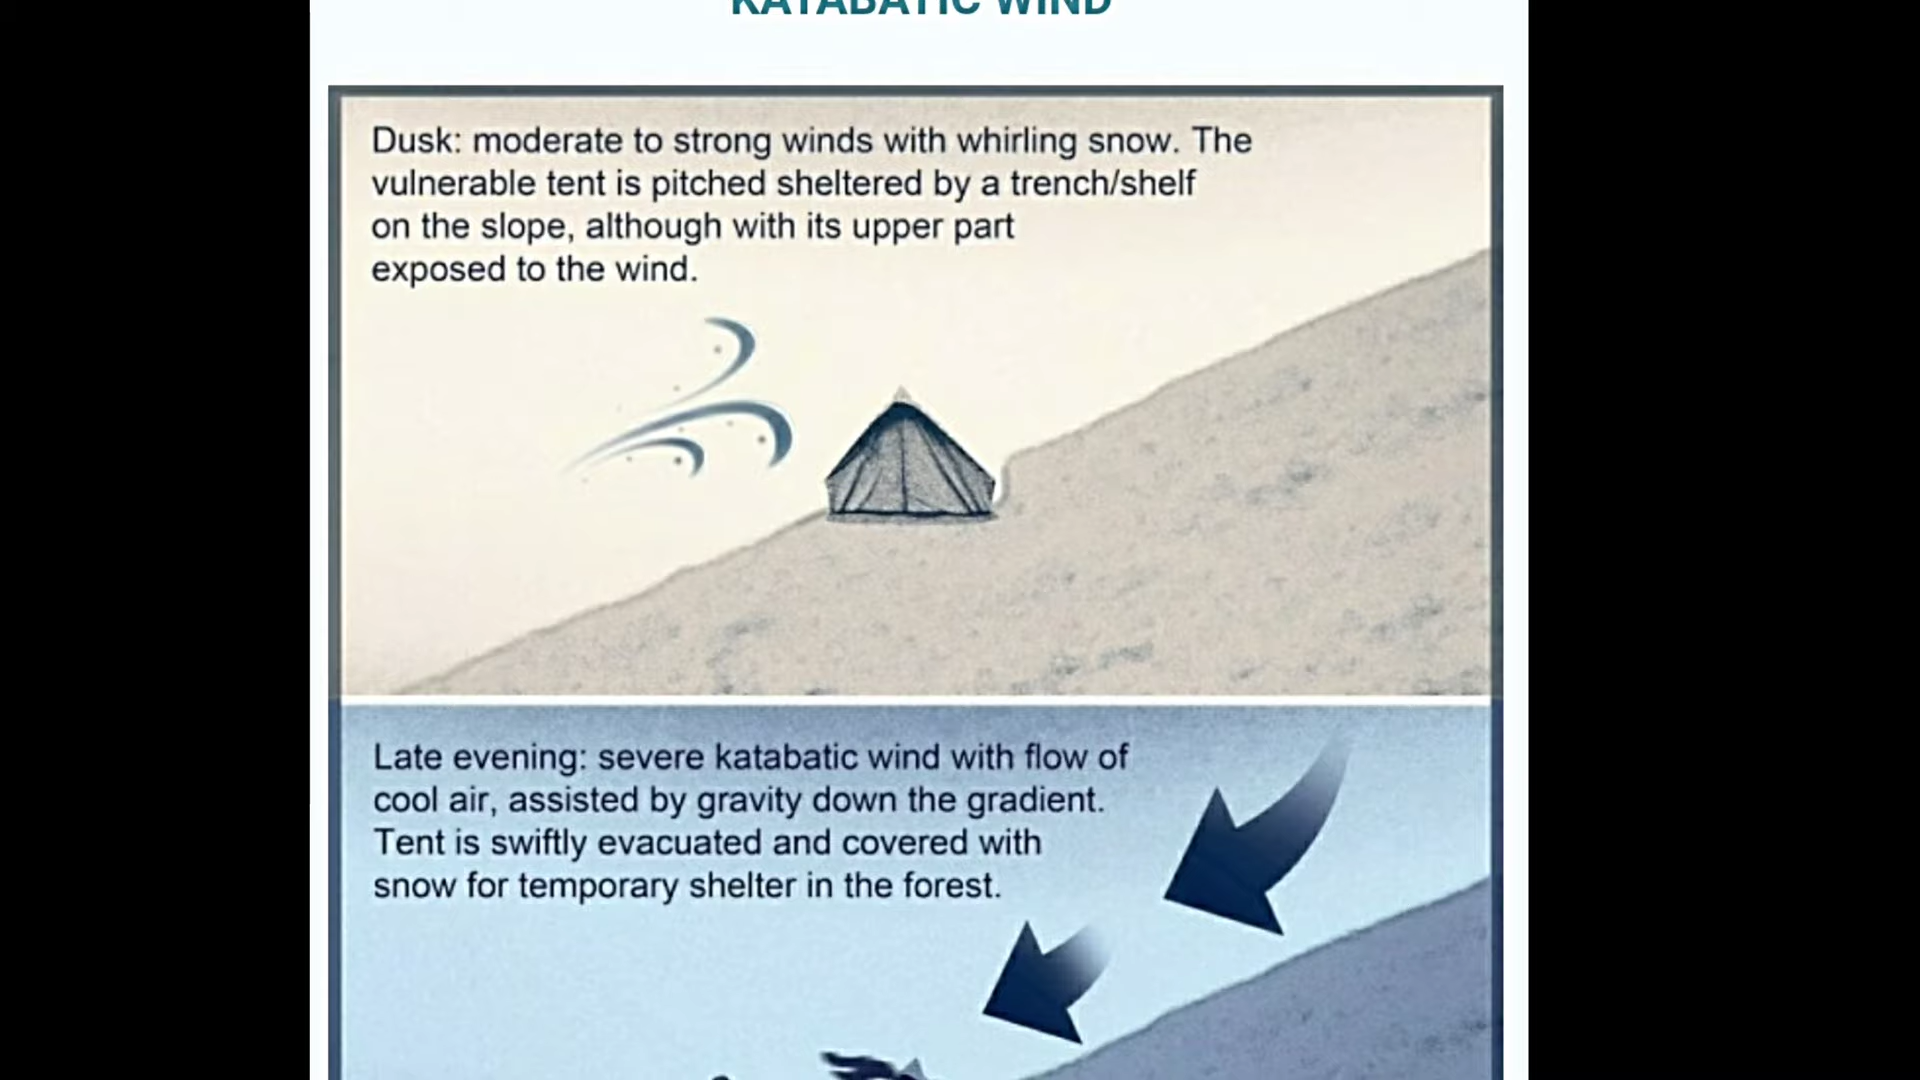 KATABATIC WIND
Dusk: moderate to strong winds with whirling snow. The
vulnerable tent is pitched sheltered by a trench/shelf
on the slope, although with its upper part
exposed to the wind.
Late evening: severe katabatic wind with flow of
cool air, assisted by gravity down the gradient.
Tent is swiftly evacuated and covered with
snow for temporary shelter in the forest.